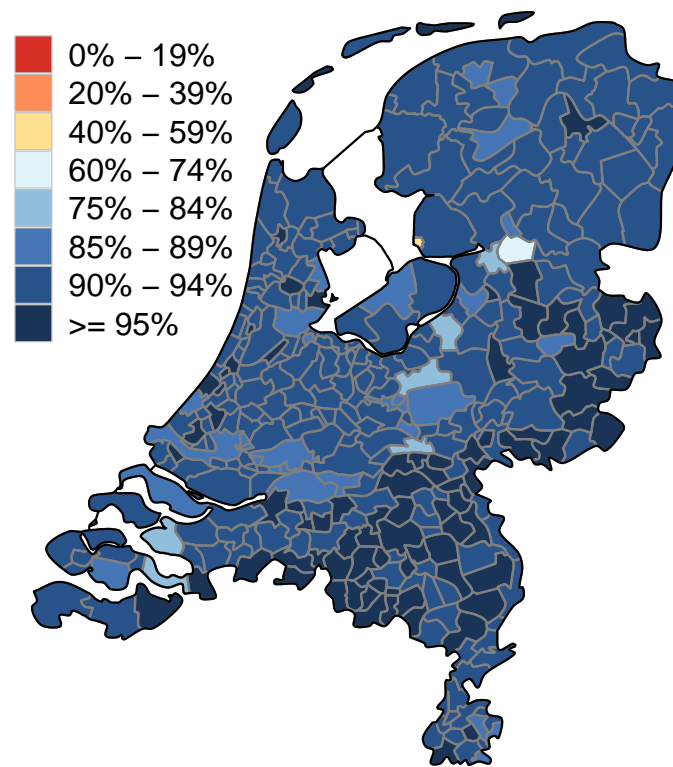 0% – 19%
20% – 39%
40% – 59%
60% – 74%
75% – 84%
85% – 89%
90% – 94%
>= 95%